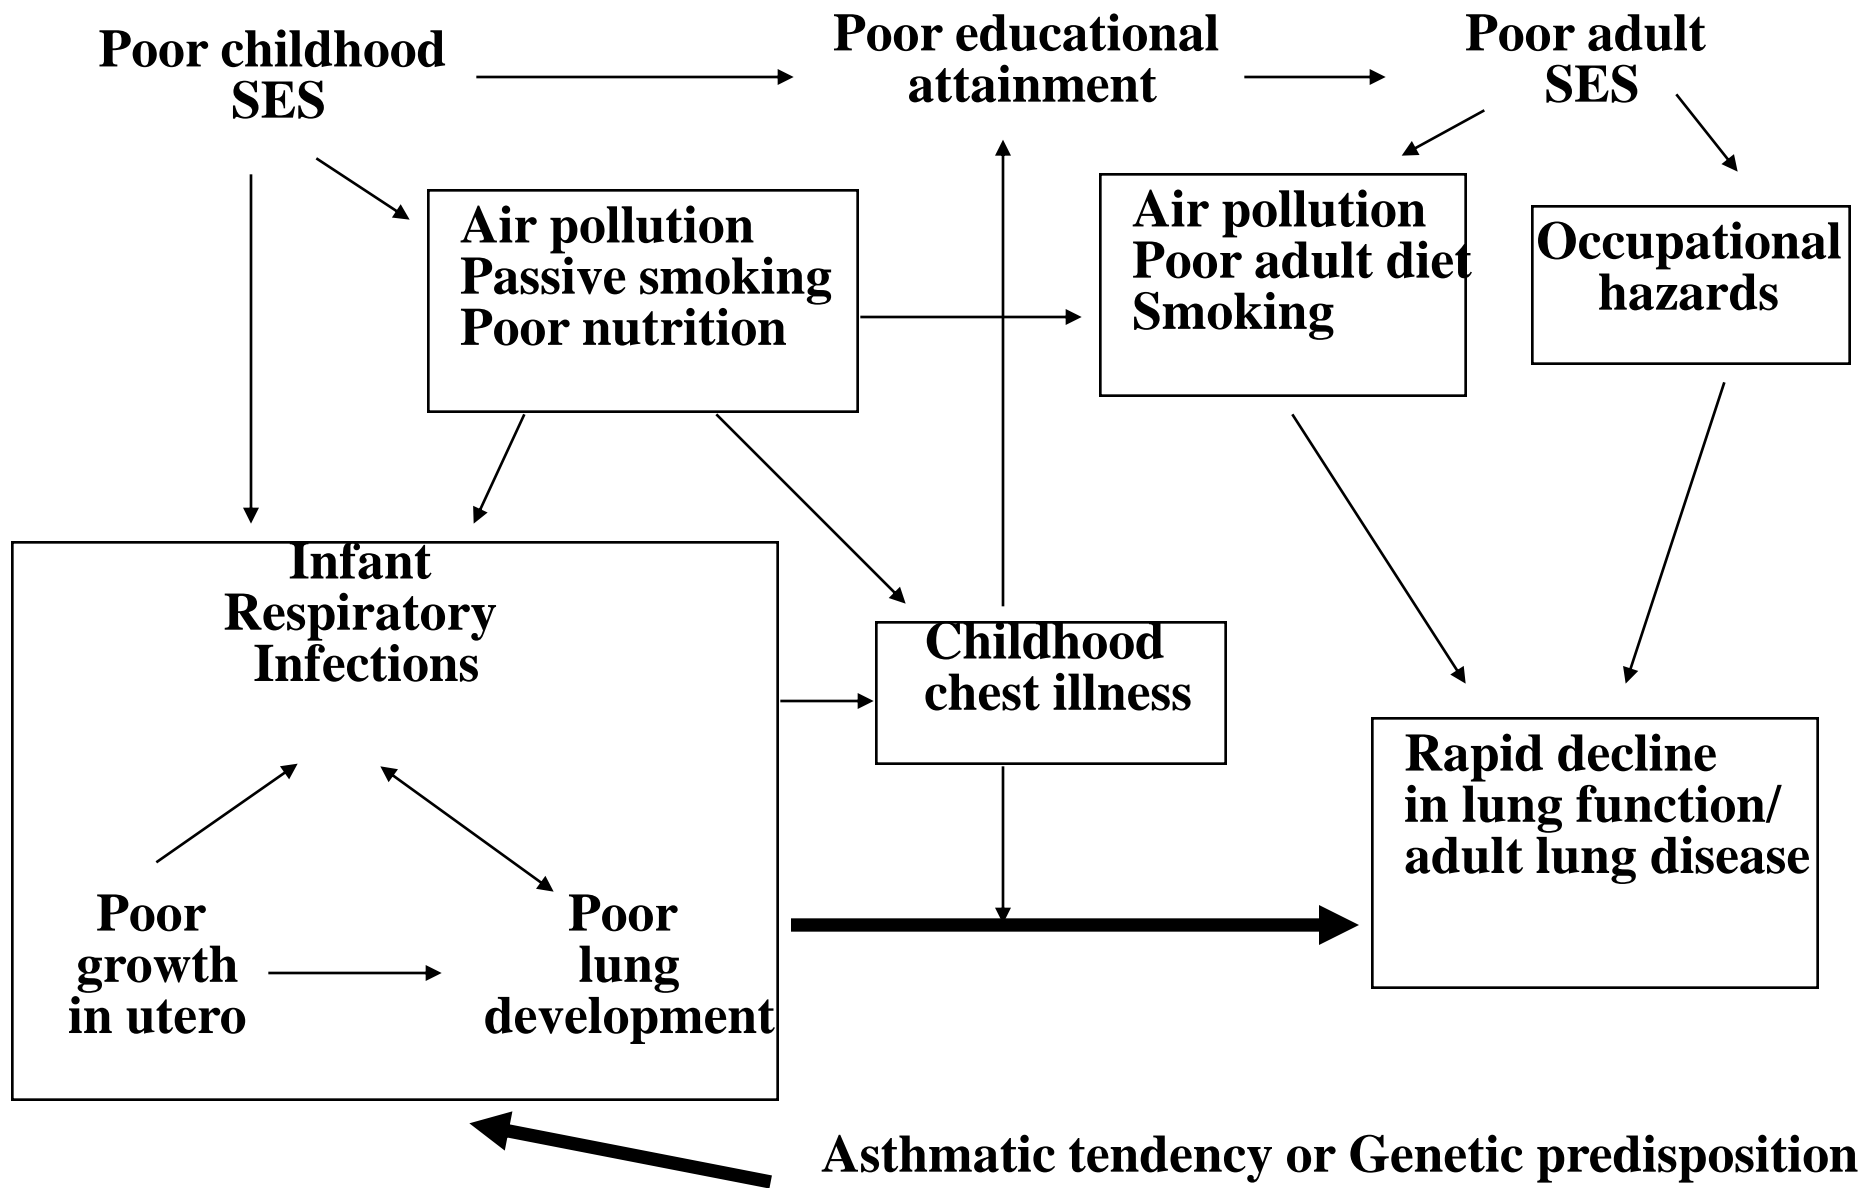 Poor childhood
SES
Poor educational
attainment
Poor adult
SES
Air pollution
Passive smoking
Poor nutrition
Air pollution
Poor adult diet
Smoking
Occupational
hazards
Infant
Respiratory
Infections
Childhood
chest illness
Rapid decline
in lung function/
adult lung disease
Poor
growth
in utero
Poor
lung
development
Asthmatic tendency or Genetic predisposition